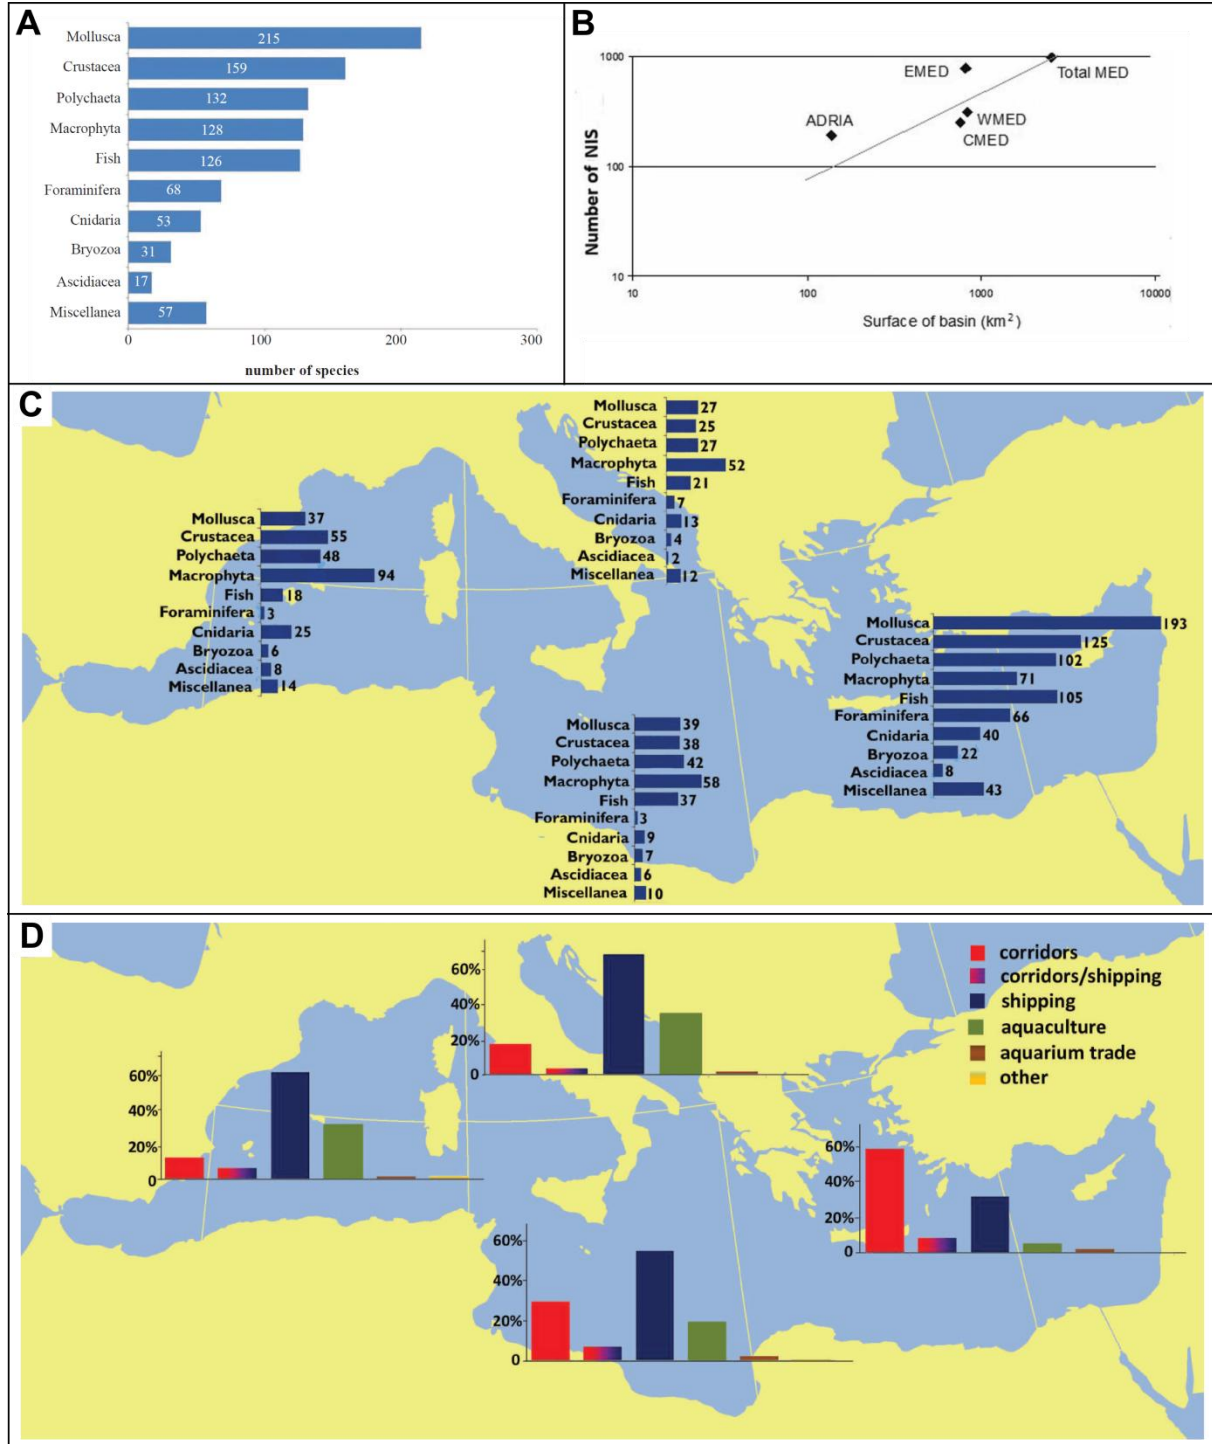 A
Mollusca 215
Crustacea 159
Polychaeta 132
Macrophyta 128
Fish 126
Foraminifera 68
Cnidaria 53
Bryozoa 31
Ascidiacea 17
Miscellanea 57
0 100 200 300
number of species
B
Number of NIS
1000
100
10
EMED
Total MED
ADRIA
WMED
CMED
10 100 1000 10000
Surface of basin (km²)
C
Mollusca 27
Crustacea 25
Polychaeta 27
Macrophyta 52
Fish 21
Foraminifera 7
Cnidaria 13
Bryozoa 4
Ascidiacea 2
Miscellanea 12
Mollusca 37
Crustacea 55
Polychaeta 48
Macrophyta 94
Fish 18
Foraminifera 3
Cnidaria 25
Bryozoa 6
Ascidiacea 8
Miscellanea 14
Mollusca 193
Crustacea 125
Polychaeta 102
Macrophyta 71
Fish 105
Foraminifera 66
Cnidaria 40
Bryozoa 22
Ascidiacea 8
Miscellanea 43
Mollusca 39
Crustacea 38
Polychaeta 42
Macrophyta 58
Fish 37
Foraminifera 3
Cnidaria 9
Bryozoa 7
Ascidiacea 6
Miscellanea 10
D
corridors
corridors/shipping
shipping
aquaculture
aquarium trade
other
60%
40%
20%
0
60%
40%
20%
0
60%
40%
20%
0
60%
40%
20%
0